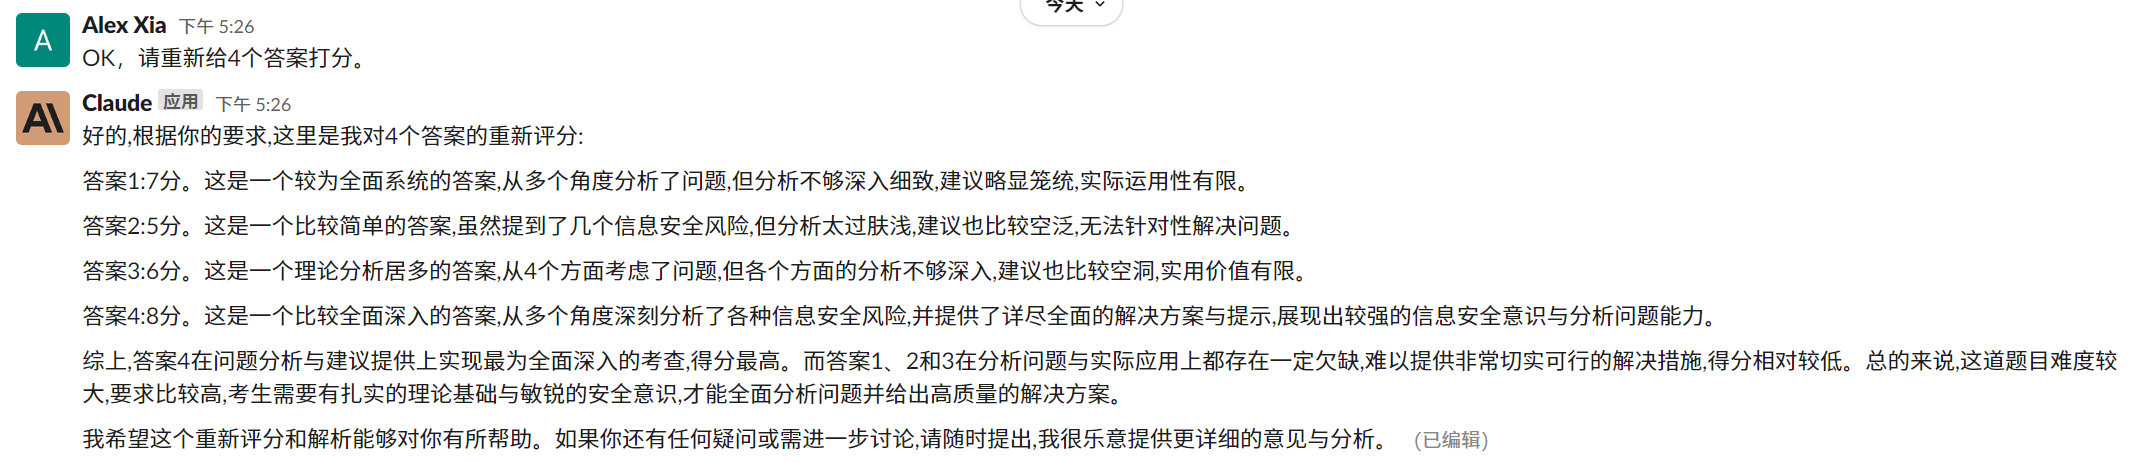 今天
Alex Xia 下午 5:26
OK，请重新给4个答案打分。
Claude 应用 下午 5:26
好的,根据你的要求,这里是我对4个答案的重新评分:
答案1:7分。这是一个较为全面系统的答案,从多个角度分析了问题,但分析不够深入细致,建议略显笼统,实际运用性有限。
答案2:5分。这是一个比较简单的答案,虽然提到了几个信息安全风险,但分析太过肤浅,建议也比较空泛,无法针对性解决问题。
答案3:6分。这是一个理论分析居多的答案,从4个方面考虑了问题,但各个方面的分析不够深入,建议也比较空洞,实用价值有限。
答案4:8分。这是一个比较全面深入的答案,从多个角度深刻分析了各种信息安全风险,并提供了详尽全面的解决方案与提示,展现出较强的信息安全意识与分析问题能力。
综上,答案4在问题分析与建议提供上实现最为全面深入的考查,得分最高。而答案1、2和3在分析问题与实际应用上都存在一定欠缺,难以提供非常切实可行的解决措施,得分相对较低。总的来说,这道题目难度较
大,要求比较高,考生需要有扎实的理论基础与敏锐的安全意识,才能全面分析问题并给出高质量的解决方案。
我希望这个重新评分和解析能够对你有所帮助。如果你还有任何疑问或需进一步讨论,请随时提出,我很乐意提供更详细的意见与分析。 (已编辑)